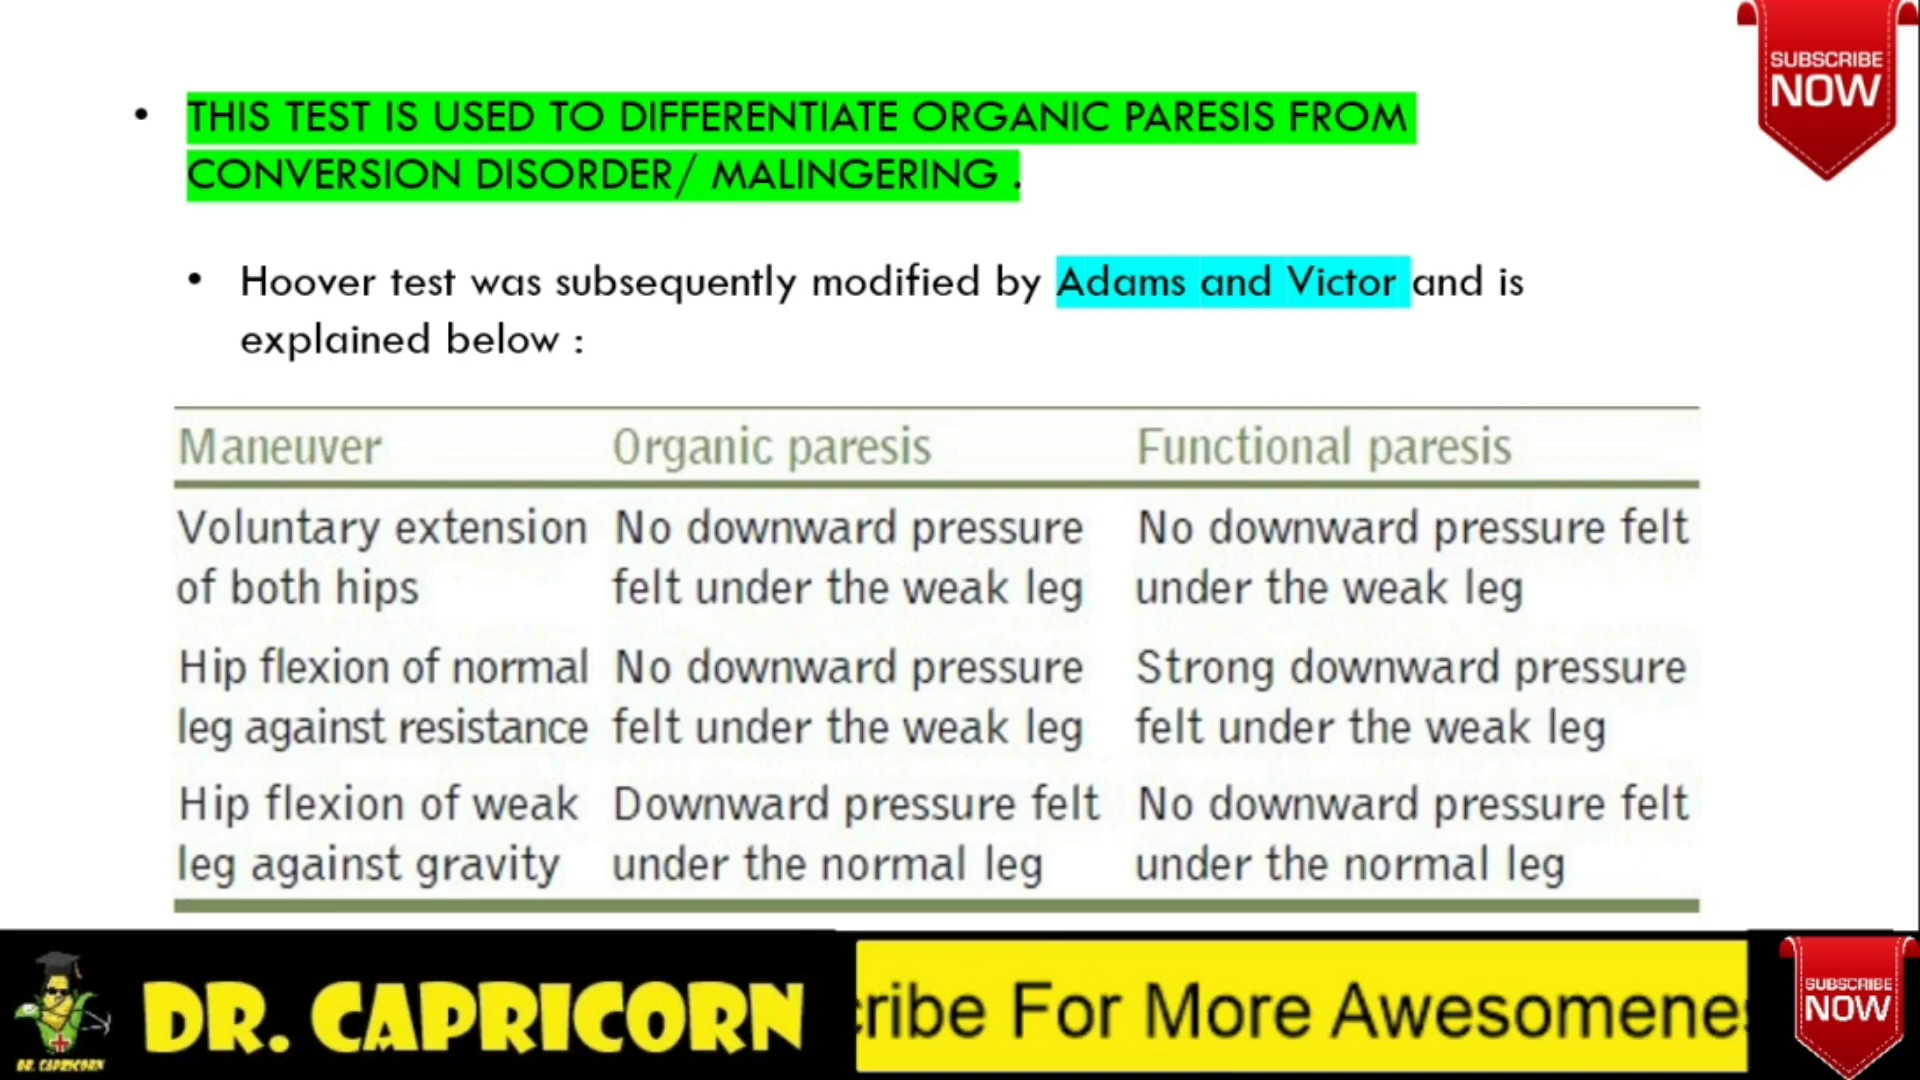 SUBSCRIBE
NOW
• THIS TEST IS USED TO DIFFERENTIATE ORGANIC PARESIS FROM
CONVERSION DISORDER/ MALINGERING .
• Hoover test was subsequently modified by Adams and Victor and is
explained below :
Maneuver Organic paresis Functional paresis
Voluntary extension No downward pressure No downward pressure felt
of both hips felt under the weak leg under the weak leg
Hip flexion of normal No downward pressure Strong downward pressure
leg against resistance felt under the weak leg felt under the weak leg
Hip flexion of weak Downward pressure felt No downward pressure felt
leg against gravity under the normal leg under the normal leg
DR. CAPRICORN
DR. CAPRICORN
cribe For More Awesomenes
SUBSCRIBE
NOW